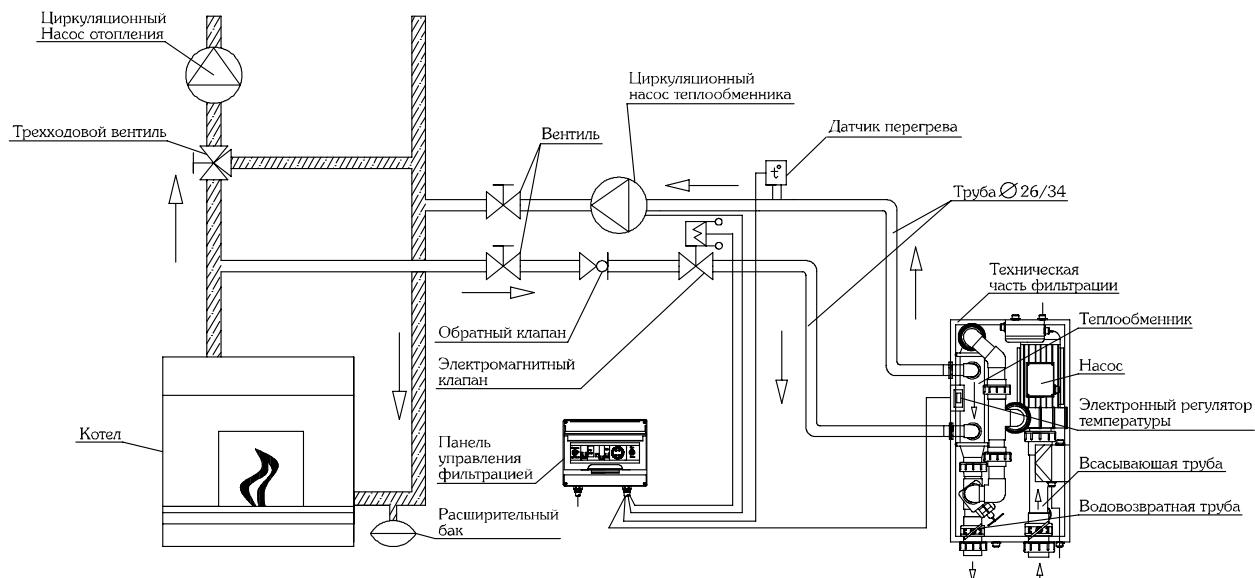 Циркуляционный
Насос отопления
Трехходовой вентиль
Вентиль
Циркуляционный
насос теплообменника
Датчик перегрева
t°
Труба Ø 26/34
Техническая
часть фильтрации
Теплообменник
Насос
Электронный регулятор
температуры
Всасывающая труба
Водовозвратная труба
Обратный клапан
Электромагнитный
клапан
Котел
Панель
управления
фильтрацией
Расширительный
бак